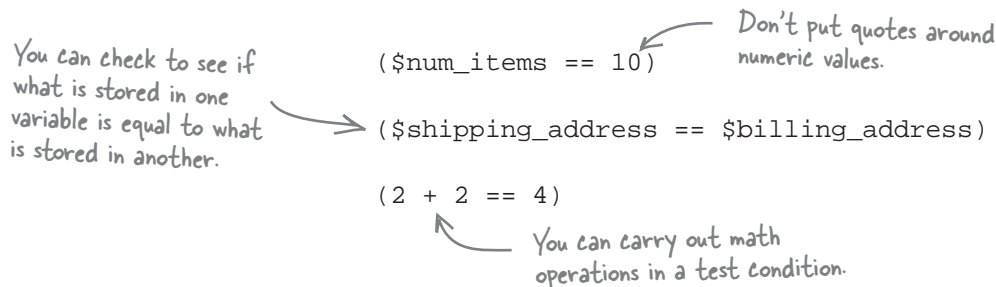 Don't put quotes around
numeric values.
($num_items == 10)
You can check to see if
what is stored in one
variable is equal to what
is stored in another.
($shipping_address == $billing_address)
(2 + 2 == 4)
You can carry out math
operations in a test condition.